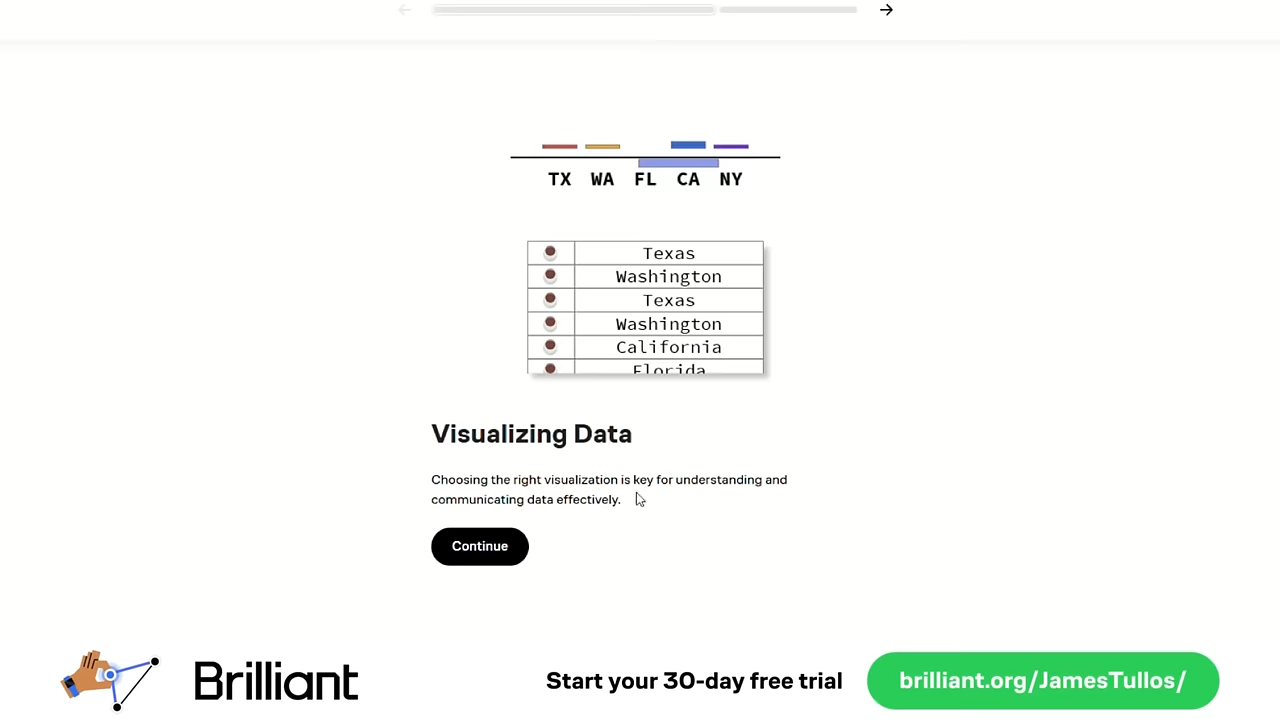 TX WA FL CA NY
Texas
Washington
Texas
Washington
California
Florida
Visualizing Data
Choosing the right visualization is key for understanding and
communicating data effectively.
Continue
Brilliant
Start your 30-day free trial
brilliant.org/JamesTullos/